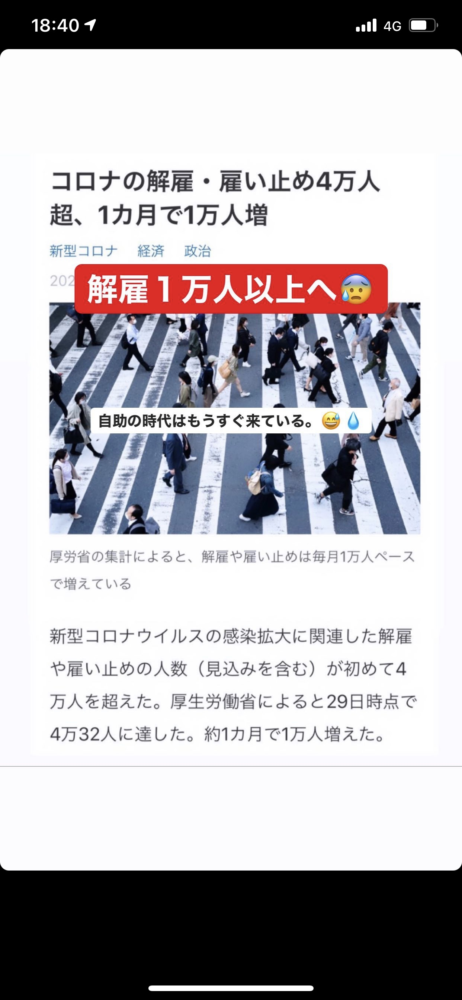 18:40
4G
コロナの解雇・雇い止め4万人
超、1カ月で1万人増
新型コロナ 経済 政治
202
解雇１万人以上へ😰
自助の時代はもうすぐ来ている。😅💧
厚労省の集計によると、解雇や雇い止めは毎月1万人ペース
で増えている
新型コロナウイルスの感染拡大に関連した解雇
や雇い止めの人数（見込みを含む）が初めて4
万人を超えた。厚生労働省によると29日時点で
4万32人に達した。約1カ月で1万人増えた。